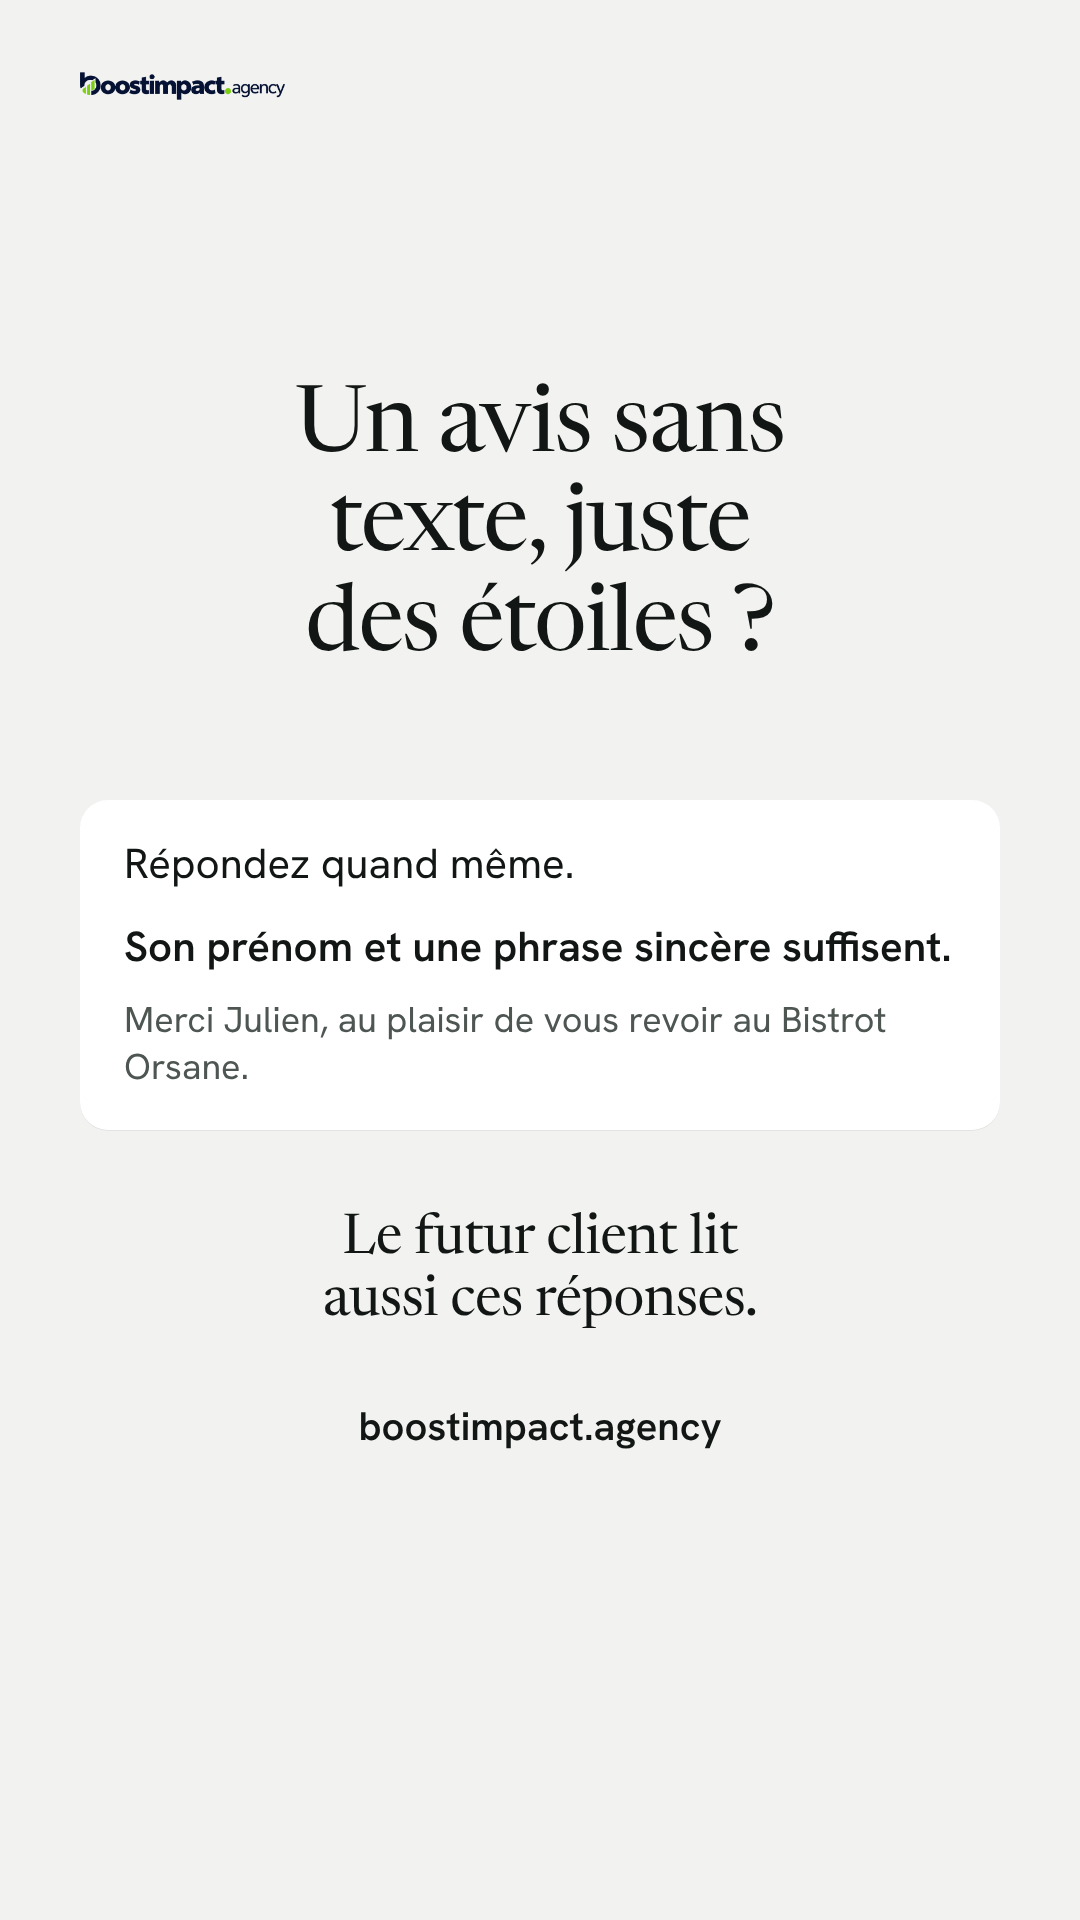 boostimpact.agency
Un avis sans
texte, juste
des étoiles ?
Répondez quand même.
Son prénom et une phrase sincère suffisent.
Merci Julien, au plaisir de vous revoir au Bistrot
Orsane.
Le futur client lit
aussi ces réponses.
boostimpact.agency